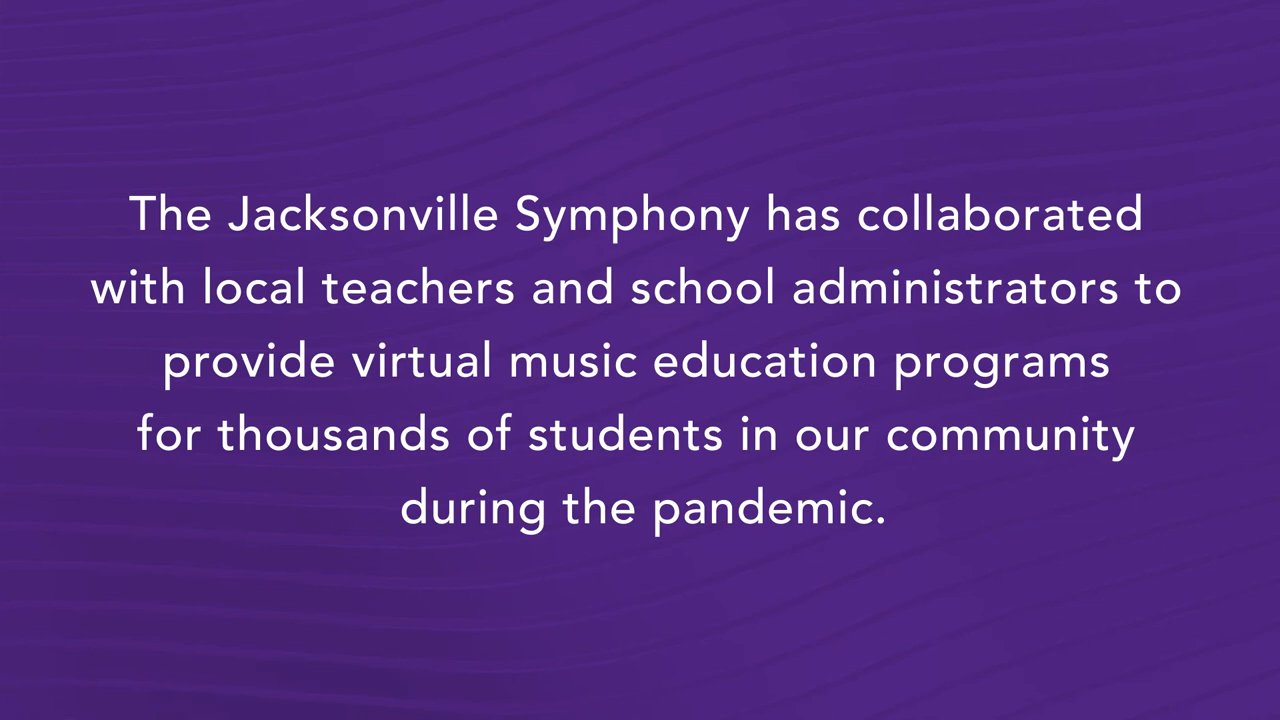 The Jacksonville Symphony has collaborated
with local teachers and school administrators to
provide virtual music education programs
for thousands of students in our community
during the pandemic.